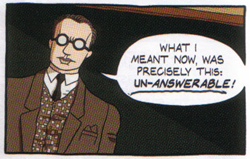 WHAT I
MEANT NOW, WAS
PRECISELY THIS:
UN-ANSWERABLE!